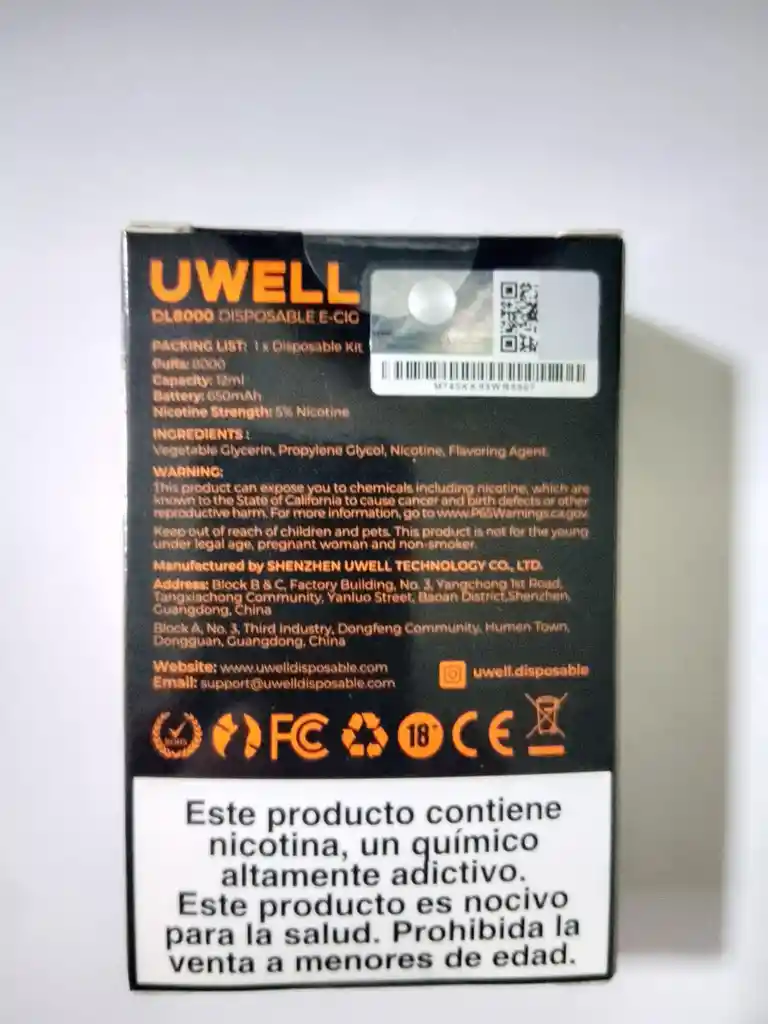 UWELL
DL8000 DISPOSABLE E-CIG
PACKING LIST: 1 x Disposable Kit
Puffs: 8000
Capacity: 12ml
Battery: 650mAh
Nicotine Strength: 5% Nicotine
INGREDIENTS :
Vegetable Glycerin, Propylene Glycol, Nicotine, Flavoring Agent.
WARNING:
This product can expose you to chemicals including nicotine, which are
known to the State of California to cause cancer and birth defects or other
reproductive harm. For more information, go to www.P65Warnings.ca.gov.
Keep out of reach of children and pets. This product is not for the young
under legal age, pregnant woman and non-smoker.
Manufactured by SHENZHEN UWELL TECHNOLOGY CO., LTD.
Address: Block B & C, Factory Building, No. 3, Yangchong 1st Road,
Tangxiachong Community, Yanluo Street, Baoan District,Shenzhen,
Guangdong, China
Block A, No. 3, Third Industry, Dongfeng Community, Humen Town,
Dongguan, Guangdong, China
Website: www.uwelldisposable.com
Email: support@uwelldisposable.com
uwell.disposable
RoHS FC 18+ CE
Este producto contiene
nicotina, un químico
altamente adictivo.
Este producto es nocivo
para la salud. Prohibida la
venta a menores de edad.